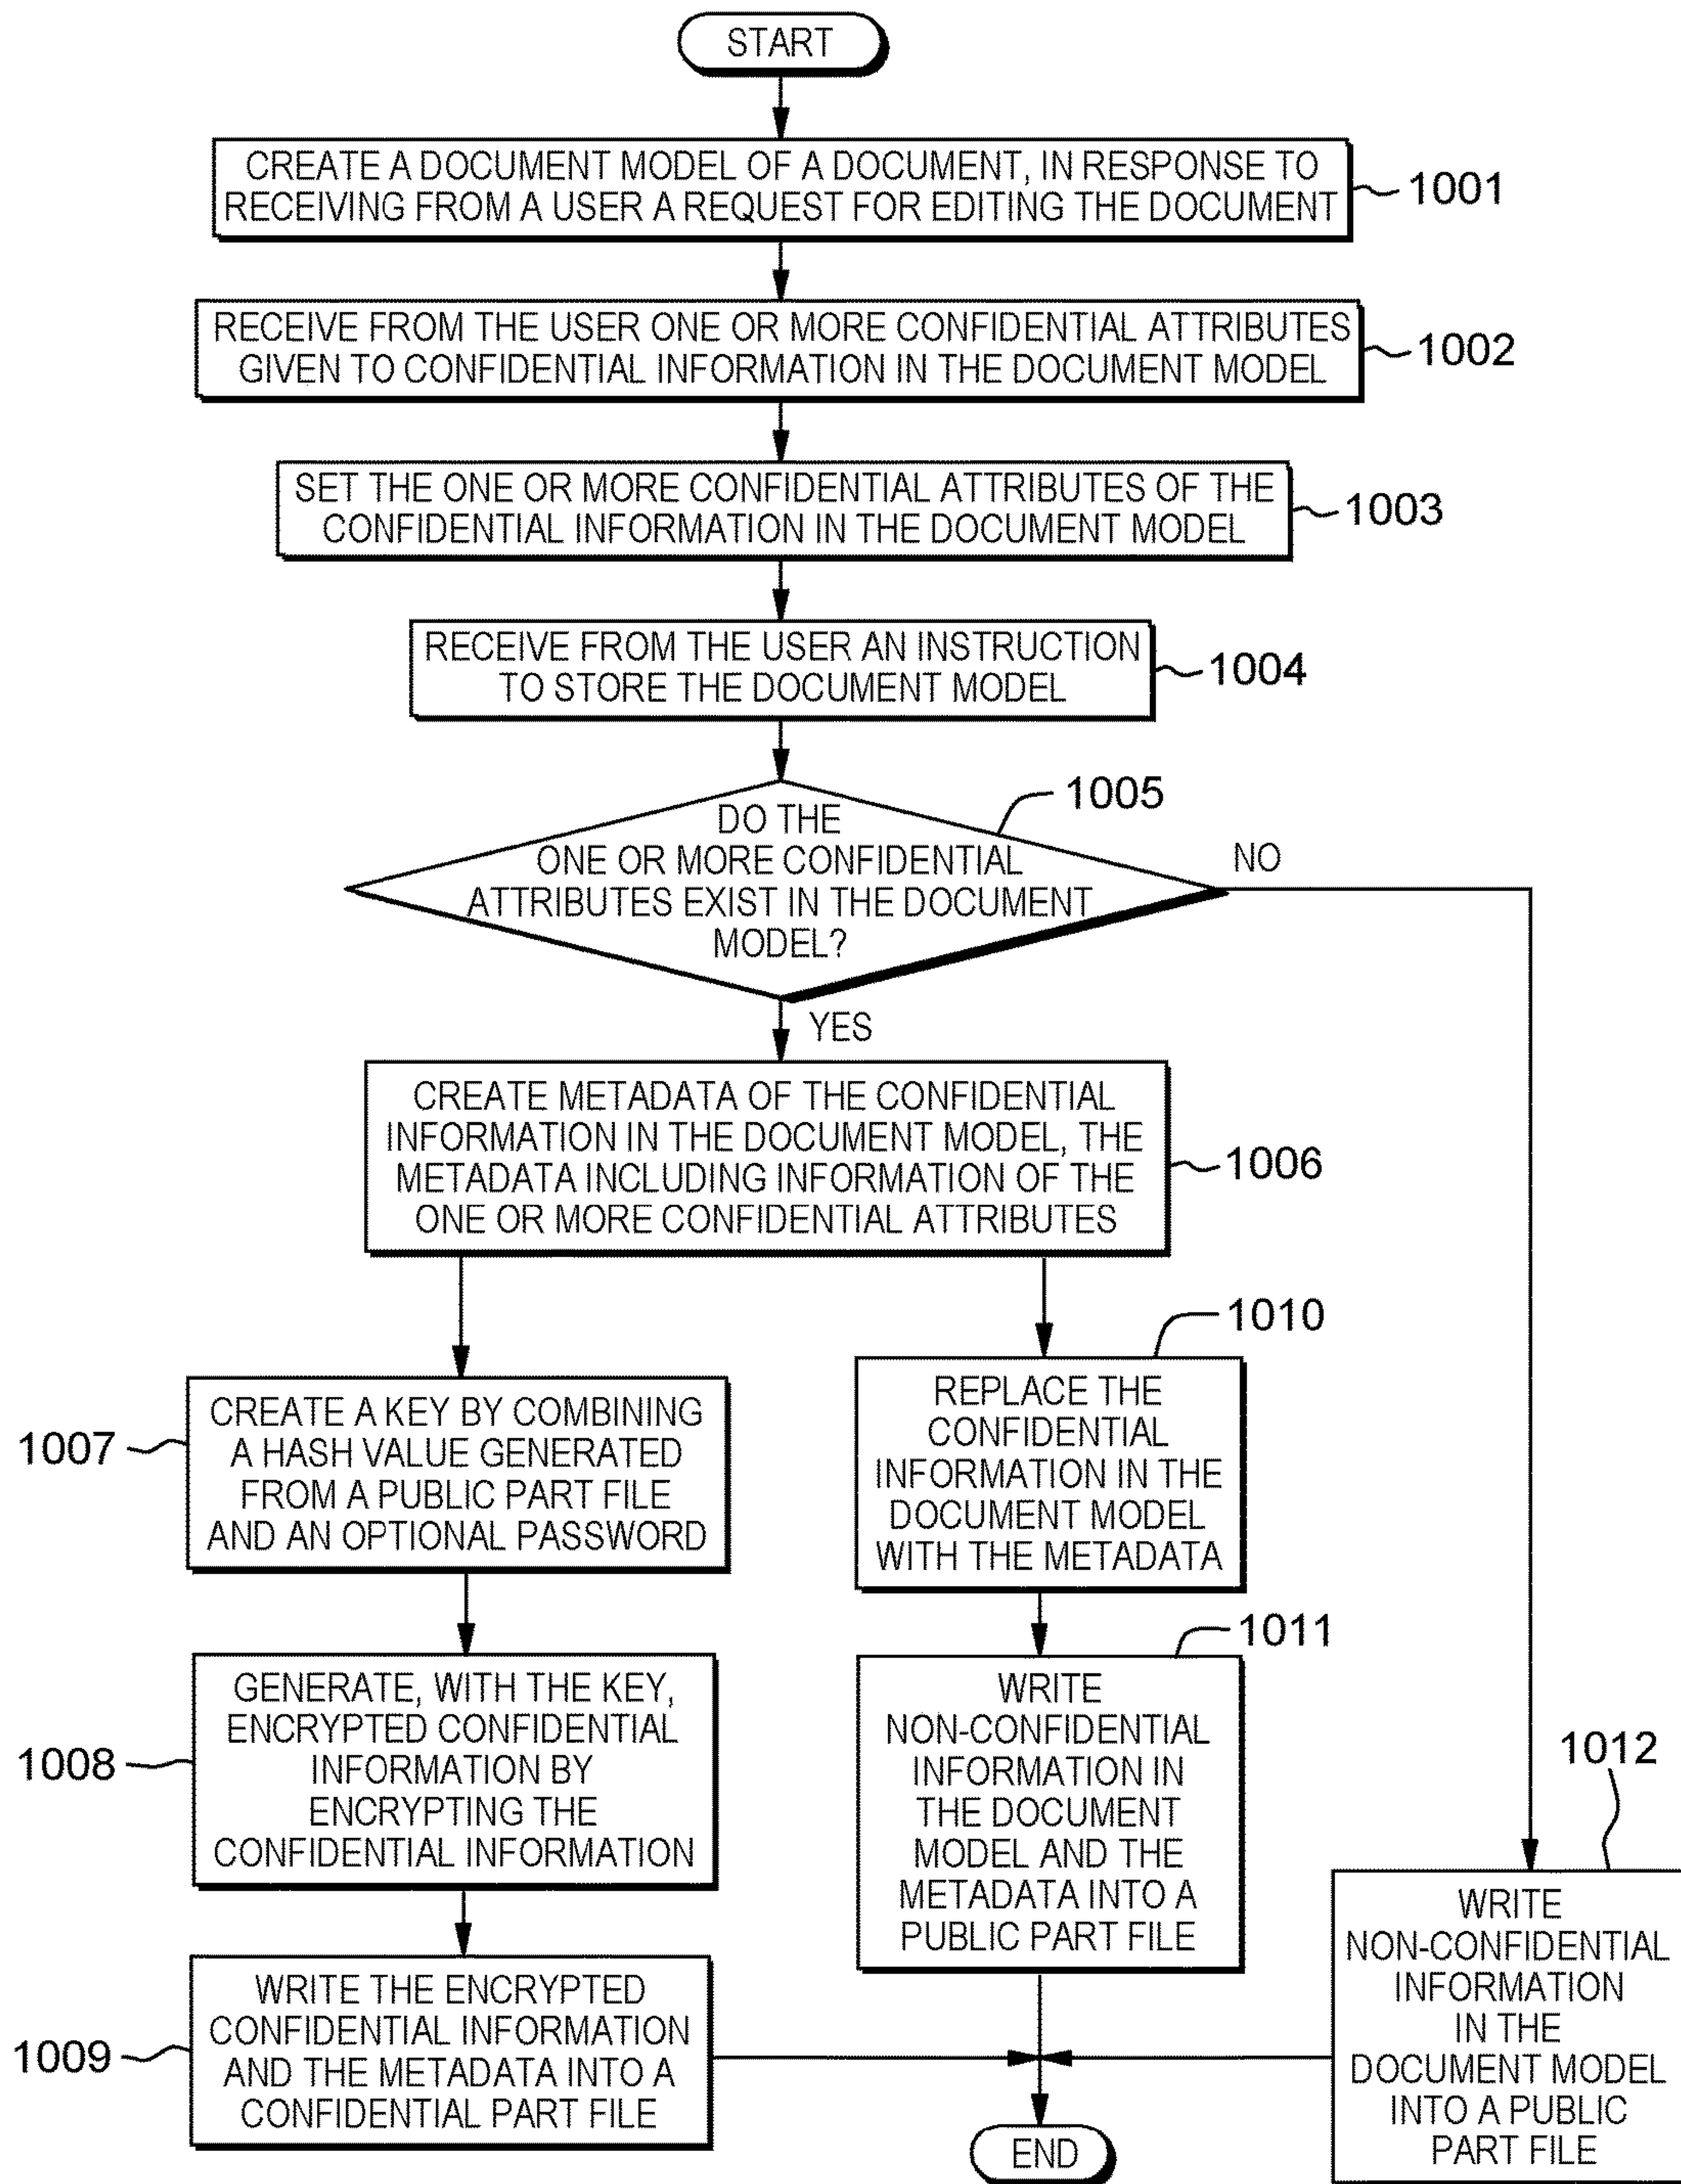 START
CREATE A DOCUMENT MODEL OF A DOCUMENT, IN RESPONSE TO
RECEIVING FROM A USER A REQUEST FOR EDITING THE DOCUMENT
1001
RECEIVE FROM THE USER ONE OR MORE CONFIDENTIAL ATTRIBUTES
GIVEN TO CONFIDENTIAL INFORMATION IN THE DOCUMENT MODEL
1002
SET THE ONE OR MORE CONFIDENTIAL ATTRIBUTES OF THE
CONFIDENTIAL INFORMATION IN THE DOCUMENT MODEL
1003
RECEIVE FROM THE USER AN INSTRUCTION
TO STORE THE DOCUMENT MODEL
1004
1005
DO THE
ONE OR MORE CONFIDENTIAL
ATTRIBUTES EXIST IN THE DOCUMENT
MODEL?
NO
YES
CREATE METADATA OF THE CONFIDENTIAL
INFORMATION IN THE DOCUMENT MODEL, THE
METADATA INCLUDING INFORMATION OF THE
ONE OR MORE CONFIDENTIAL ATTRIBUTES
1006
1007
CREATE A KEY BY COMBINING
A HASH VALUE GENERATED
FROM A PUBLIC PART FILE
AND AN OPTIONAL PASSWORD
1008
GENERATE, WITH THE KEY,
ENCRYPTED CONFIDENTIAL
INFORMATION BY
ENCRYPTING THE
CONFIDENTIAL INFORMATION
1009
WRITE THE ENCRYPTED
CONFIDENTIAL INFORMATION
AND THE METADATA INTO A
CONFIDENTIAL PART FILE
1010
REPLACE THE
CONFIDENTIAL
INFORMATION IN THE
DOCUMENT MODEL
WITH THE METADATA
1011
WRITE
NON-CONFIDENTIAL
INFORMATION IN
THE DOCUMENT
MODEL AND THE
METADATA INTO A
PUBLIC PART FILE
1012
WRITE
NON-CONFIDENTIAL
INFORMATION
IN THE
DOCUMENT MODEL
INTO A PUBLIC
PART FILE
END